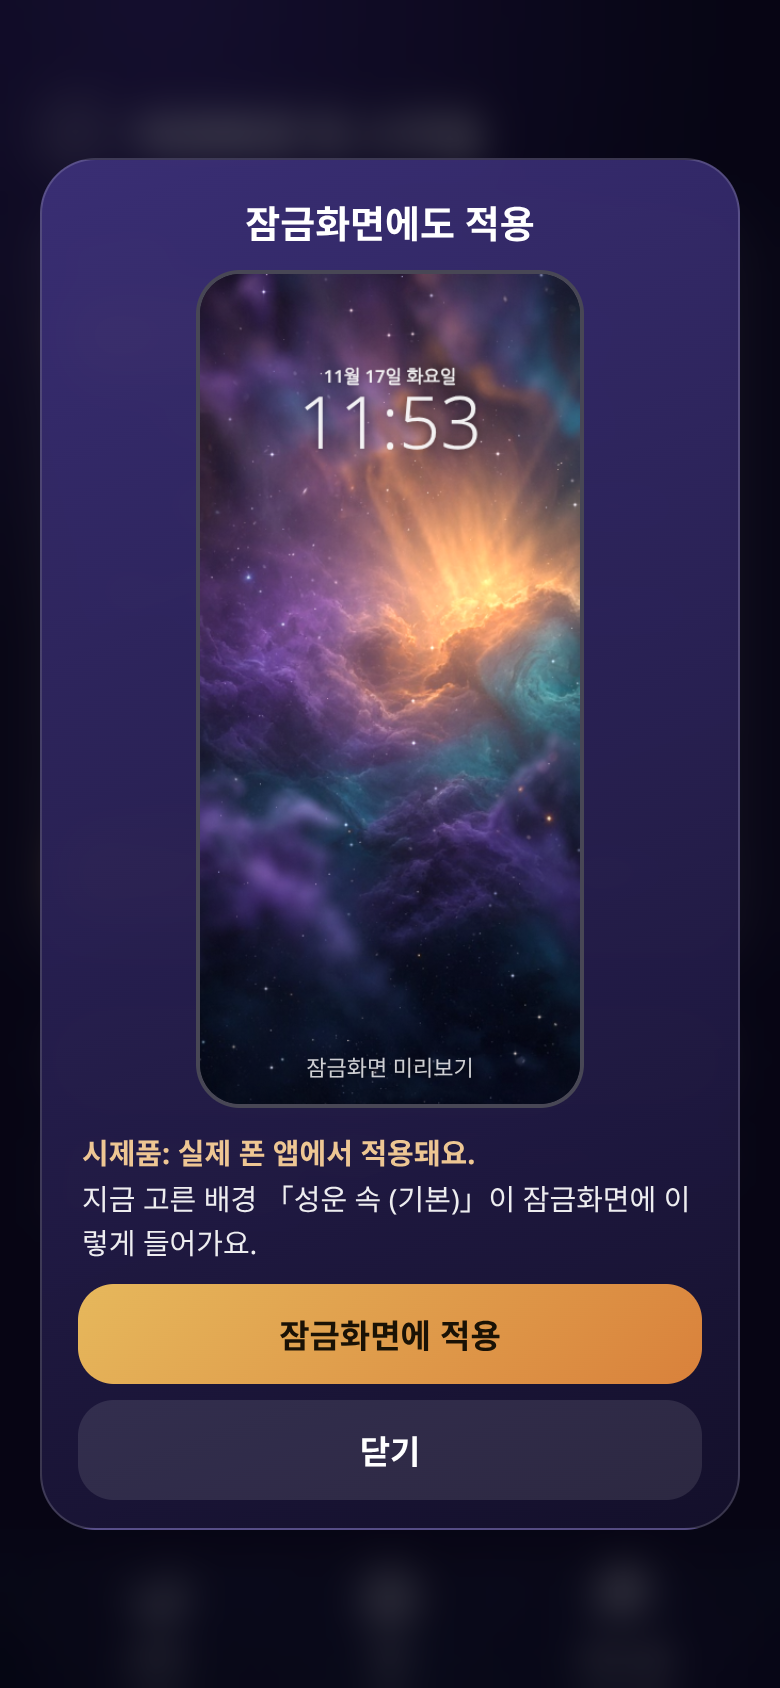 잠금화면에도 적용
11월 17일 화요일
11:53
잠금화면 미리보기
시제품: 실제 폰 앱에서 적용돼요.
지금 고른 배경 「성운 속 (기본)」이 잠금화면에 이
렇게 들어가요.
잠금화면에 적용
닫기